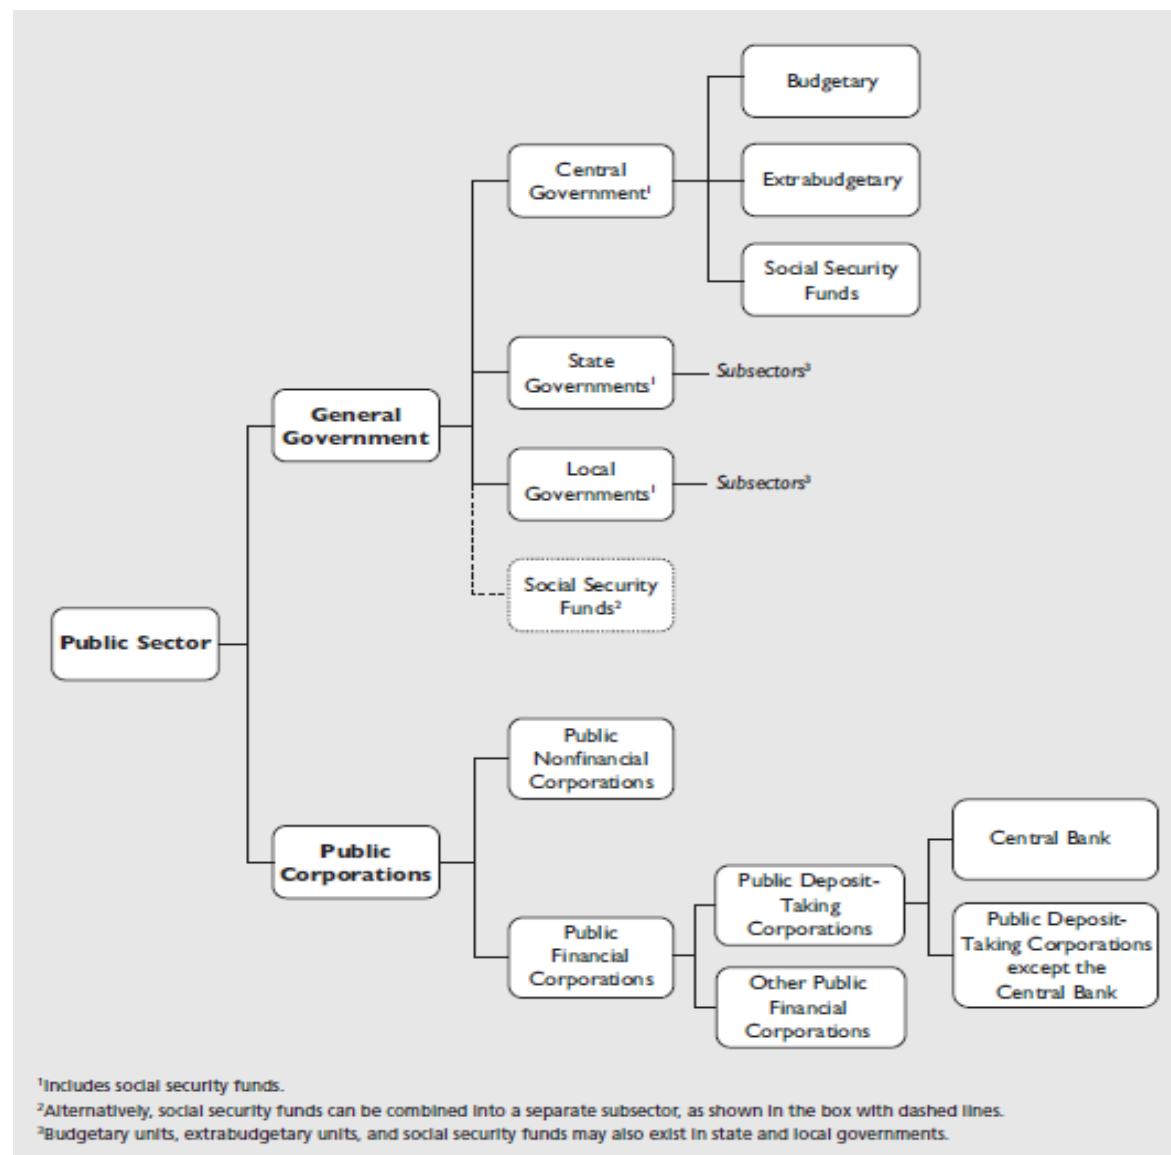 Budgetary
Central
Government¹
Extrabudgetary
Social Security
Funds
State
Governments¹
Subsectors³
General
Government
Local
Governments¹
Subsectors³
Social Security
Funds²
Public Sector
Public
Nonfinancial
Corporations
Public
Corporations
Central Bank
Public Deposit-
Taking
Corporations
Public
Financial
Corporations
Public Deposit-
Taking Corporations
except the
Central Bank
Other Public
Financial
Corporations
¹Includes social security funds.
²Alternatively, social security funds can be combined into a separate subsector, as shown in the box with dashed lines.
³Budgetary units, extrabudgetary units, and social security funds may also exist in state and local governments.